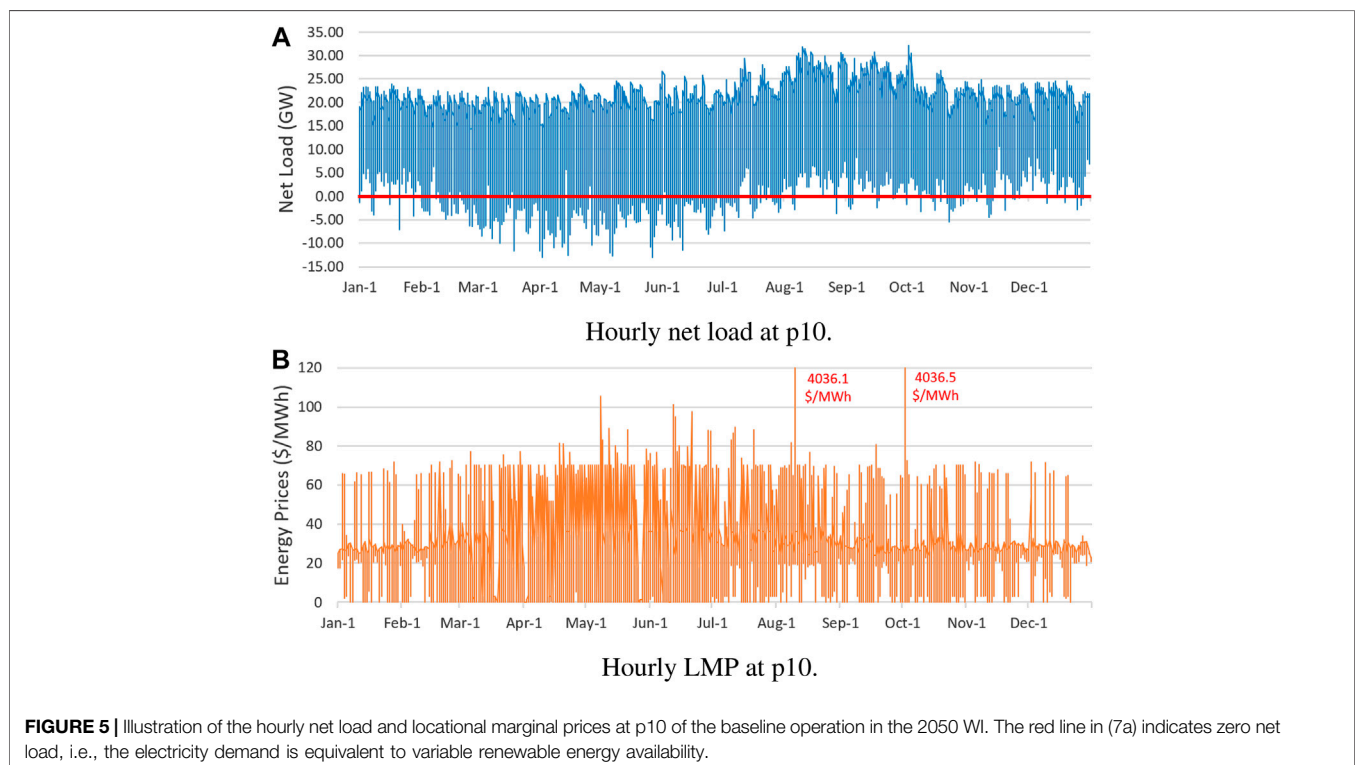 A
35.00
30.00
25.00
20.00
15.00
10.00
5.00
0.00
-5.00
-10.00
-15.00
Net Load (GW)
Jan-1 Feb-1 Mar-1 Apr-1 May-1 Jun-1 Jul-1 Aug-1 Sep-1 Oct-1 Nov-1 Dec-1
Hourly net load at p10.
B
120
100
80
60
40
20
0
Energy Prices ($/MWh)
4036.1
$/MWh
4036.5
$/MWh
Jan-1 Feb-1 Mar-1 Apr-1 May-1 Jun-1 Jul-1 Aug-1 Sep-1 Oct-1 Nov-1 Dec-1
Hourly LMP at p10.
FIGURE 5 | Illustration of the hourly net load and locational marginal prices at p10 of the baseline operation in the 2050 WI. The red line in (7a) indicates zero net
load, i.e., the electricity demand is equivalent to variable renewable energy availability.